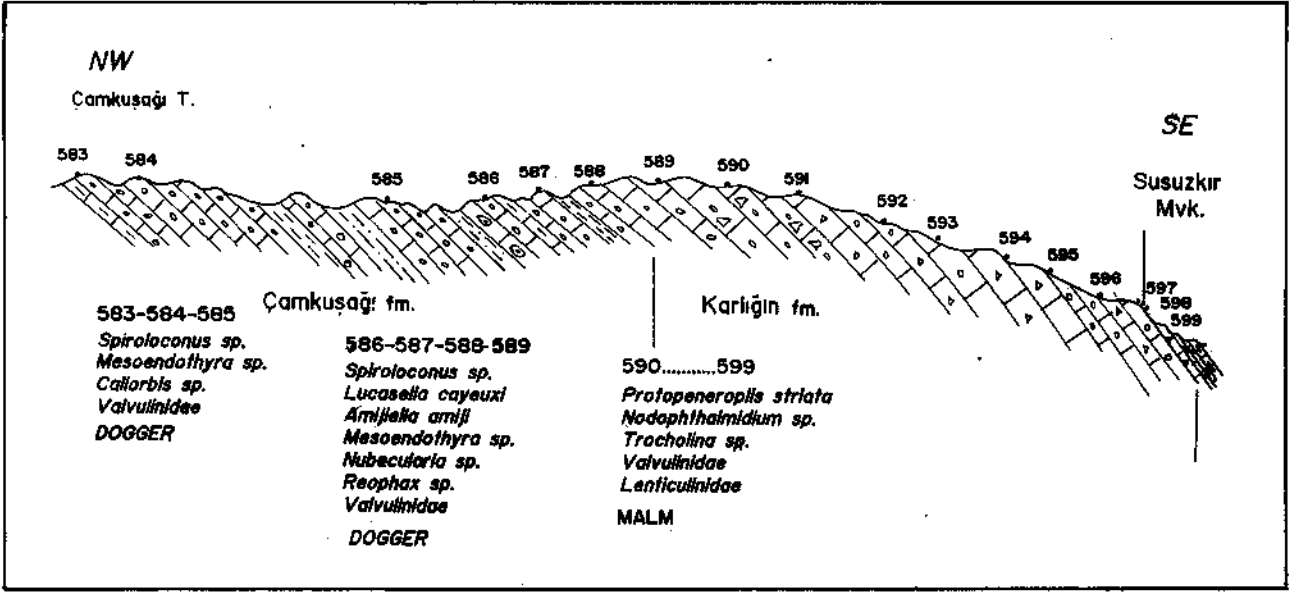 NW
Çamkuşağı T.
SE
Susuzkır
Mvk.
583
584
585
586
587
588
589
590
591
592
593
594
595
596
597
598
599
Çamkuşağı fm.
Karlığın fm.
583-584-585
Spiroloconus sp.
Mesoendothyra sp.
Callorbis sp.
Valvulinidae
DOGGER
586-587-588-589
Spiroloconus sp.
Lucasella cayeuxi
Amijiella amiji
Mesoendothyra sp.
Nubecularia sp.
Reophax sp.
Valvulinidae
DOGGER
590...........599
Protopeneroplis striata
Nodophthalmidium sp.
Trocholina sp.
Valvulinidae
Lenticulinidae
MALM